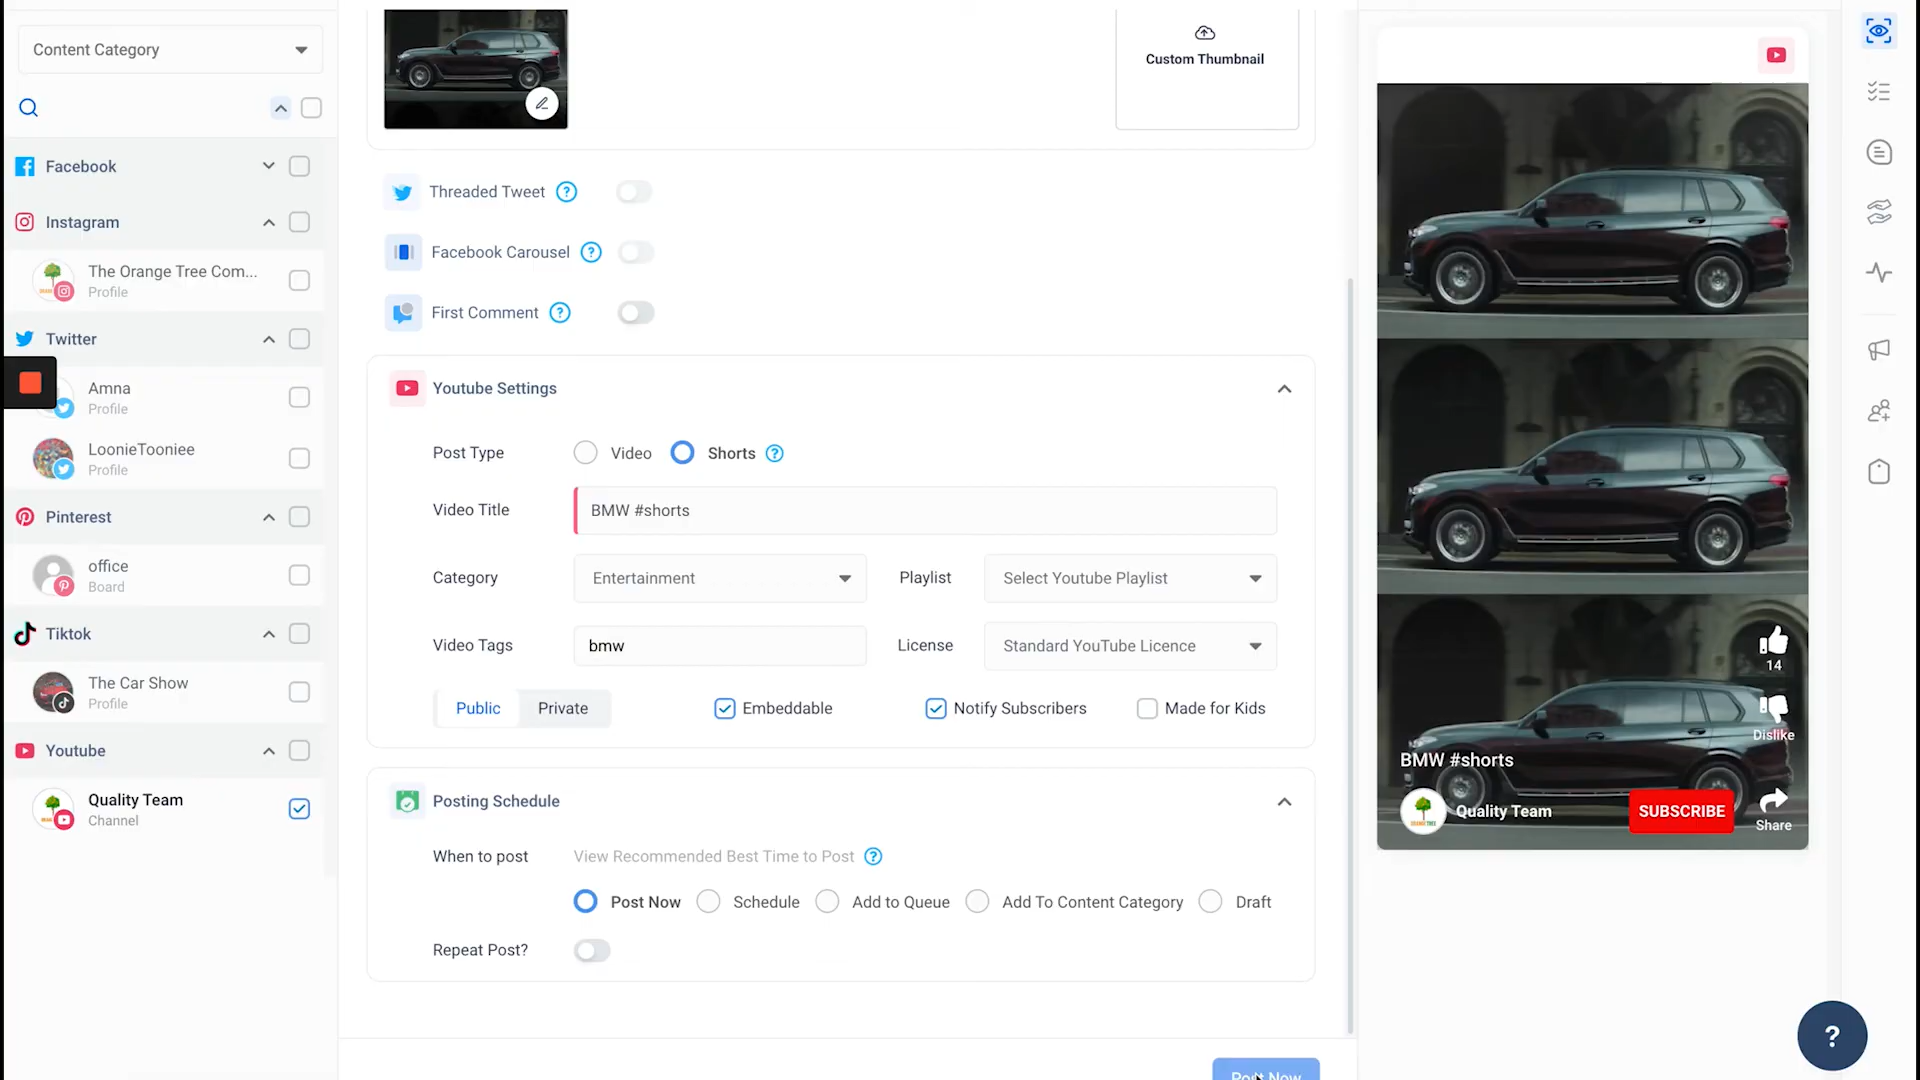 Content Category
Facebook
Instagram
The Orange Tree Com...
Profile
Twitter
Amna
Profile
LoonieTooniee
Profile
Pinterest
office
Board
Tiktok
The Car Show
Profile
Youtube
Quality Team
Channel
Custom Thumbnail
Threaded Tweet ?
Facebook Carousel ?
First Comment ?
Youtube Settings
Post Type Video Shorts ?
Video Title BMW #shorts
Category Entertainment Playlist Select Youtube Playlist
Video Tags bmw License Standard YouTube Licence
Public Private Embeddable Notify Subscribers Made for Kids
Posting Schedule
When to post View Recommended Best Time to Post ?
Post Now Schedule Add to Queue Add To Content Category Draft
Repeat Post?
Post Now
14
Dislike
BMW #shorts
Quality Team SUBSCRIBE
Share
?